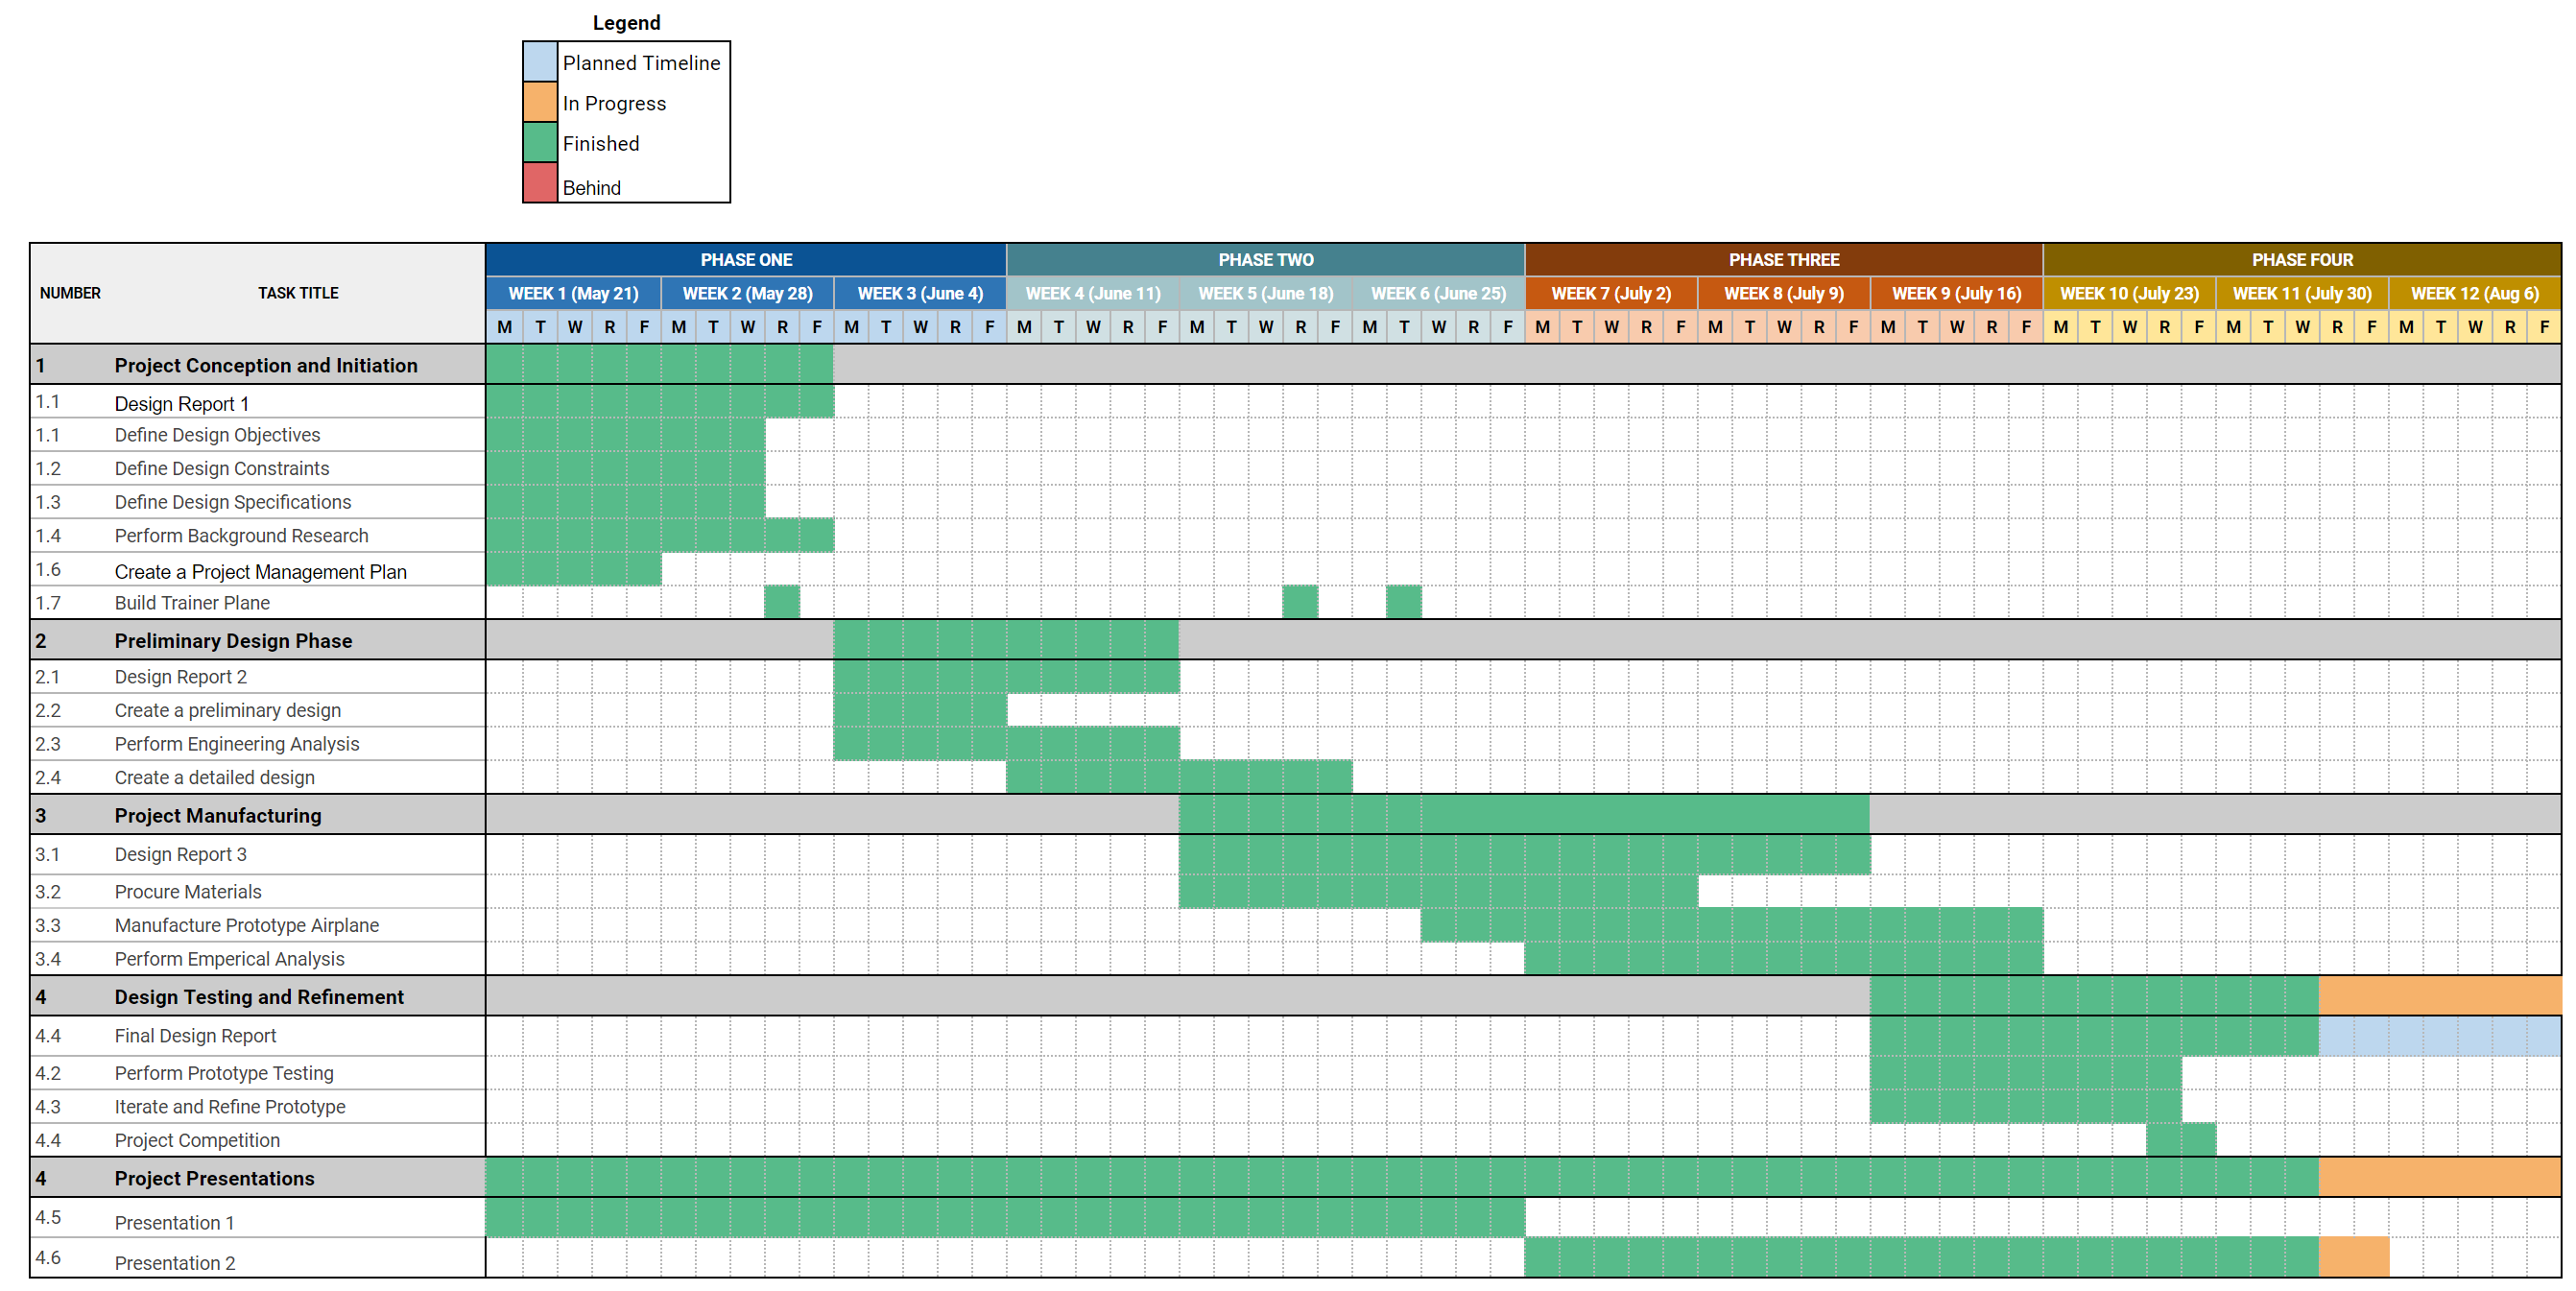 Legend
Planned Timeline
In Progress
Finished
Behind
NUMBER TASK TITLE
PHASE ONE PHASE TWO PHASE THREE PHASE FOUR
WEEK 1 (May 21) WEEK 2 (May 28) WEEK 3 (June 4) WEEK 4 (June 11) WEEK 5 (June 18) WEEK 6 (June 25) WEEK 7 (July 2) WEEK 8 (July 9) WEEK 9 (July 16) WEEK 10 (July 23) WEEK 11 (July 30) WEEK 12 (Aug 6)
M T W R F M T W R F M T W R F M T W R F M T W R F M T W R F M T W R F M T W R F M T W R F M T W R F M T W R F M T W R F
1 Project Conception and Initiation
1.1 Design Report 1
1.1 Define Design Objectives
1.2 Define Design Constraints
1.3 Define Design Specifications
1.4 Perform Background Research
1.6 Create a Project Management Plan
1.7 Build Trainer Plane
2 Preliminary Design Phase
2.1 Design Report 2
2.2 Create a preliminary design
2.3 Perform Engineering Analysis
2.4 Create a detailed design
3 Project Manufacturing
3.1 Design Report 3
3.2 Procure Materials
3.3 Manufacture Prototype Airplane
3.4 Perform Emperical Analysis
4 Design Testing and Refinement
4.4 Final Design Report
4.2 Perform Prototype Testing
4.3 Iterate and Refine Prototype
4.4 Project Competition
4 Project Presentations
4.5 Presentation 1
4.6 Presentation 2